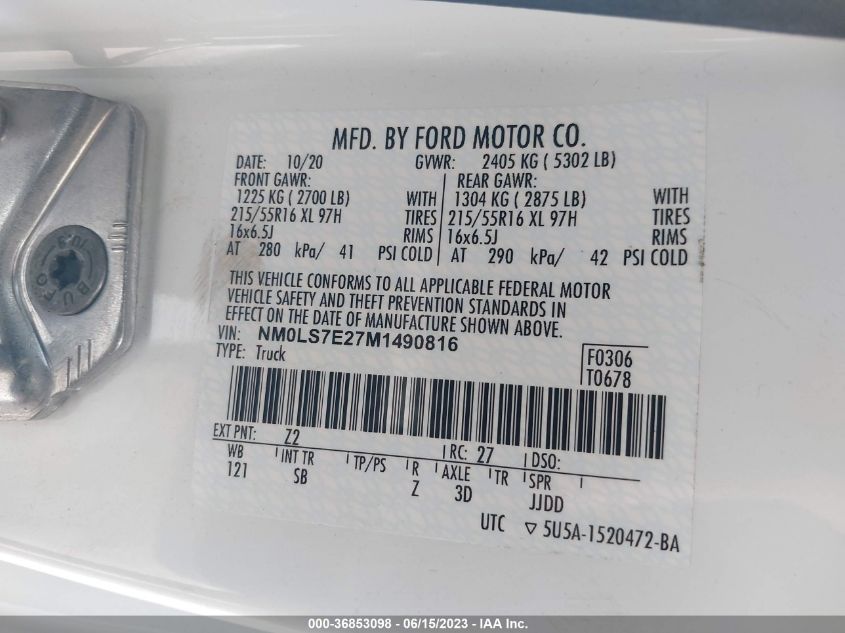 MFD. BY FORD MOTOR CO.
DATE: 10/20 GVWR: 2405 KG ( 5302 LB)
FRONT GAWR: REAR GAWR:
1225 KG ( 2700 LB) WITH 1304 KG ( 2875 LB) WITH
215/55R16 XL 97H TIRES 215/55R16 XL 97H TIRES
16x6.5J RIMS 16x6.5J RIMS
AT 280 kPa/ 41 PSI COLD AT 290 kPa/ 42 PSI COLD
THIS VEHICLE CONFORMS TO ALL APPLICABLE FEDERAL MOTOR
VEHICLE SAFETY AND THEFT PREVENTION STANDARDS IN
EFFECT ON THE DATE OF MANUFACTURE SHOWN ABOVE.
VIN: NM0LS7E27M1490816
TYPE: Truck
F0306
T0678
EXT PNT: Z2 RC: 27 DSO:
WB INT TR TP/PS R AXLE TR SPR
121 SB Z 3D JJDD
UTC ▽ 5U5A-1520472-BA
BUFO
000-36853098 - 06/15/2023 - IAA Inc.